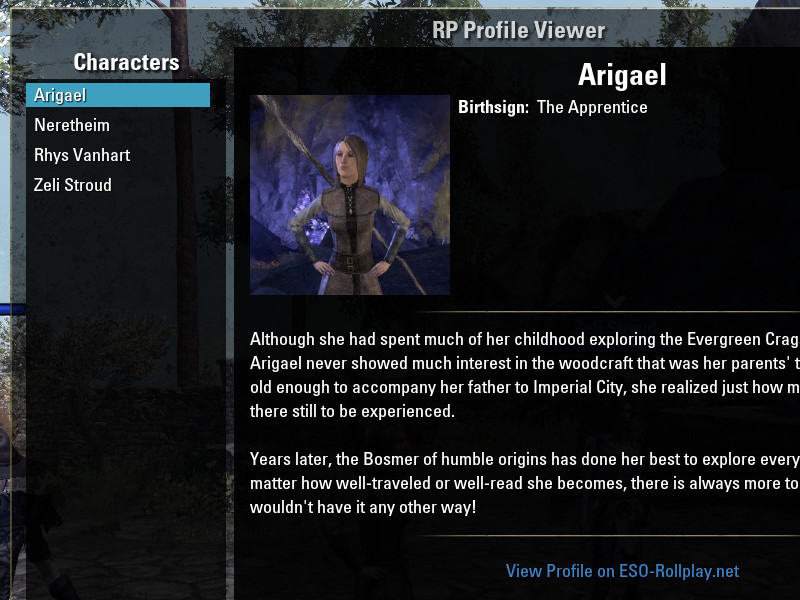 RP Profile Viewer
Characters
Arigael
Neretheim
Rhys Vanhart
Zeli Stroud
Arigael
Birthsign: The Apprentice
Although she had spent much of her childhood exploring the Evergreen Crag
Arigael never showed much interest in the woodcraft that was her parents'
old enough to accompany her father to Imperial City, she realized just how
there still to be experienced.
Years later, the Bosmer of humble origins has done her best to explore every
matter how well-traveled or well-read she becomes, there is always more to
wouldn't have it any other way!
View Profile on ESO-Rollplay.net